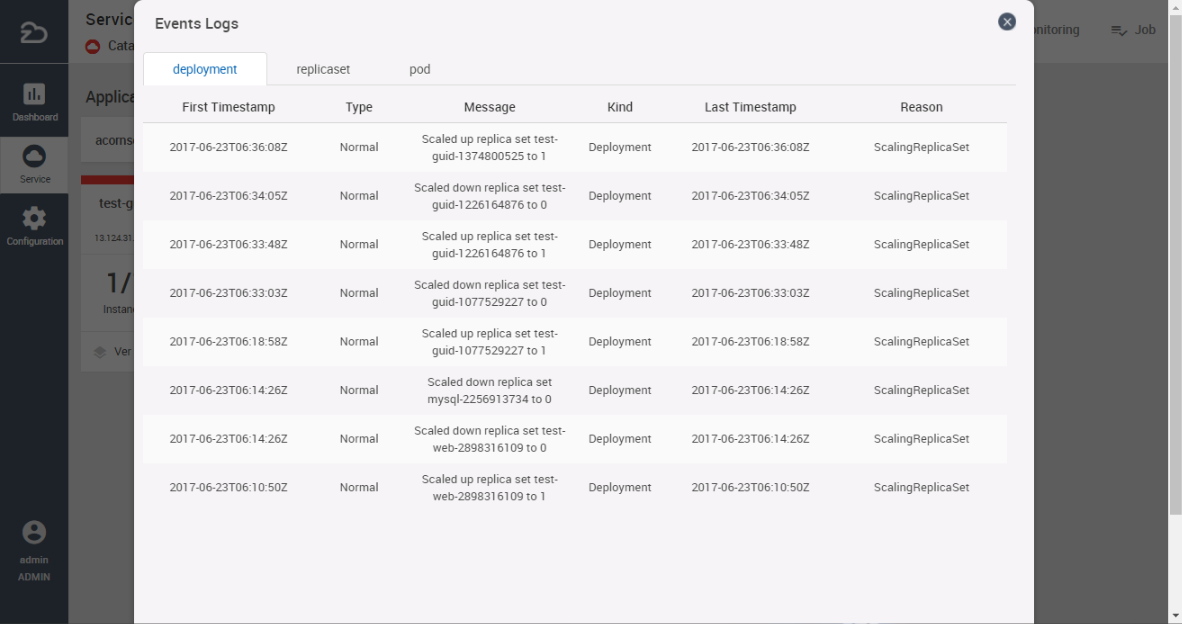 Events Logs
Servic
Cata
nitoring
Job
deployment replicaset pod
Dashboard
Service
Configuration
admin
ADMIN
Applica
acorns
test-g
13.124.31.
1/
Instan
Ver
First Timestamp Type Message Kind Last Timestamp Reason
2017-06-23T06:36:08Z Normal Scaled up replica set test-
guid-1374800525 to 1 Deployment 2017-06-23T06:36:08Z ScalingReplicaSet
2017-06-23T06:34:05Z Normal Scaled down replica set test-
guid-1226164876 to 0 Deployment 2017-06-23T06:34:05Z ScalingReplicaSet
2017-06-23T06:33:48Z Normal Scaled up replica set test-
guid-1226164876 to 1 Deployment 2017-06-23T06:33:48Z ScalingReplicaSet
2017-06-23T06:33:03Z Normal Scaled down replica set test-
guid-1077529227 to 0 Deployment 2017-06-23T06:33:03Z ScalingReplicaSet
2017-06-23T06:18:58Z Normal Scaled up replica set test-
guid-1077529227 to 1 Deployment 2017-06-23T06:18:58Z ScalingReplicaSet
2017-06-23T06:14:26Z Normal Scaled down replica set
mysql-2256913734 to 0 Deployment 2017-06-23T06:14:26Z ScalingReplicaSet
2017-06-23T06:14:26Z Normal Scaled down replica set test-
web-2898316109 to 0 Deployment 2017-06-23T06:14:26Z ScalingReplicaSet
2017-06-23T06:10:50Z Normal Scaled up replica set test-
web-2898316109 to 1 Deployment 2017-06-23T06:10:50Z ScalingReplicaSet